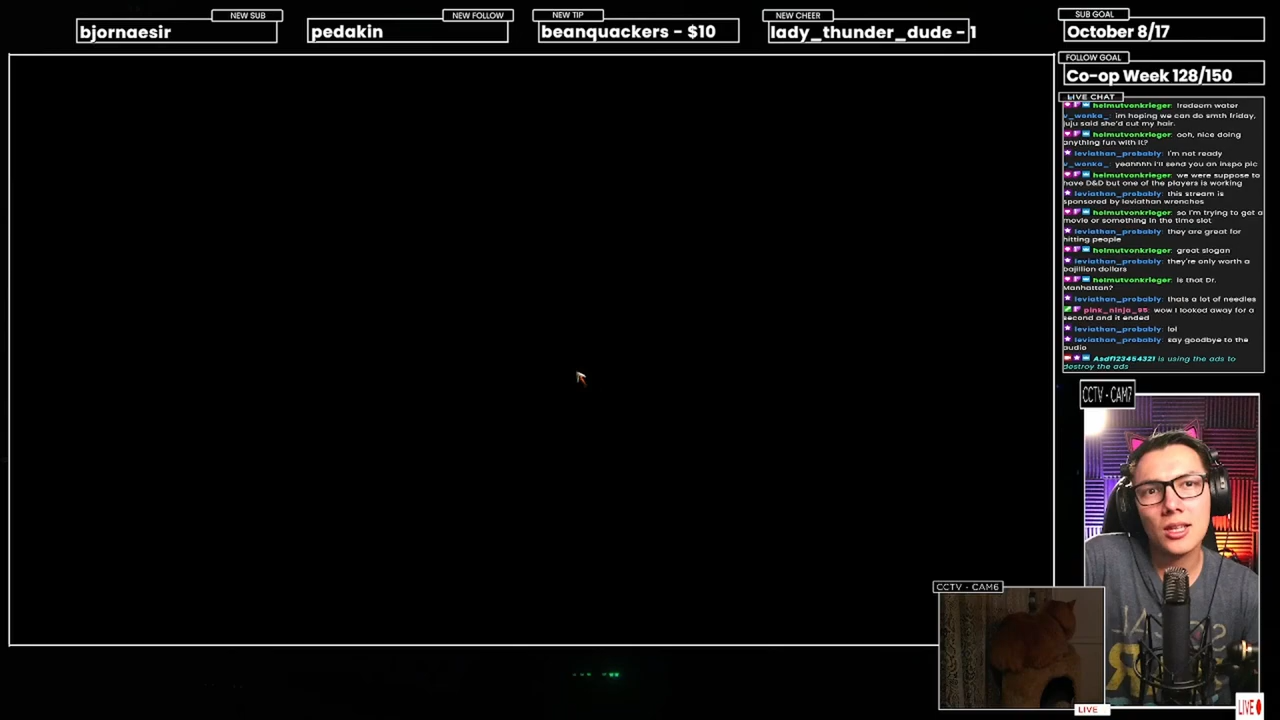 NEW SUB
bjornaesir
NEW FOLLOW
pedakin
NEW TIP
beanquackers - $10
NEW CHEER
lady_thunder_dude - 1
SUB GOAL
October 8/17
FOLLOW GOAL
Co-op Week 128/150
LIVE CHAT
helmutvonkrieger: !redeem water
v_wonka_: im hoping we can do smth friday,
juju said she'd cut my hair.
helmutvonkrieger: ooh, nice doing
anything fun with it?
leviathan_probably: I'm not ready
v_wonka_: yeahhhh i'll send you an inspo pic
helmutvonkrieger: we were suppose to
have D&D but one of the players is working
leviathan_probably: this stream is
sponsored by leviathan wrenches
helmutvonkrieger: so I'm trying to get a
movie or something in the time slot
leviathan_probably: they are great for
hitting people
helmutvonkrieger: great slogan
leviathan_probably: they're only worth a
bajillion dollars
helmutvonkrieger: Is that Dr.
Manhattan?
leviathan_probably: thats a lot of needles
pink_ninja_95: wow I looked away for a
second and it ended
leviathan_probably: lol
leviathan_probably: say goodbye to the
audio
Asdf123454321 is using the ads to
destroy the ads
CCTV - CAM7
CCTV - CAM6
LIVE
LIVE